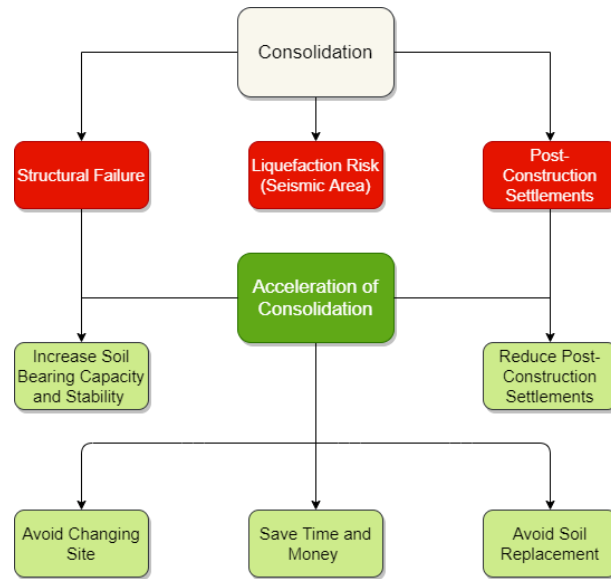 Consolidation
Structural Failure
Liquefaction Risk
(Seismic Area)
Post-
Construction
Settlements
Acceleration of
Consolidation
Increase Soil
Bearing Capacity
and Stability
Reduce Post-
Construction
Settlements
Avoid Changing
Site
Save Time and
Money
Avoid Soil
Replacement